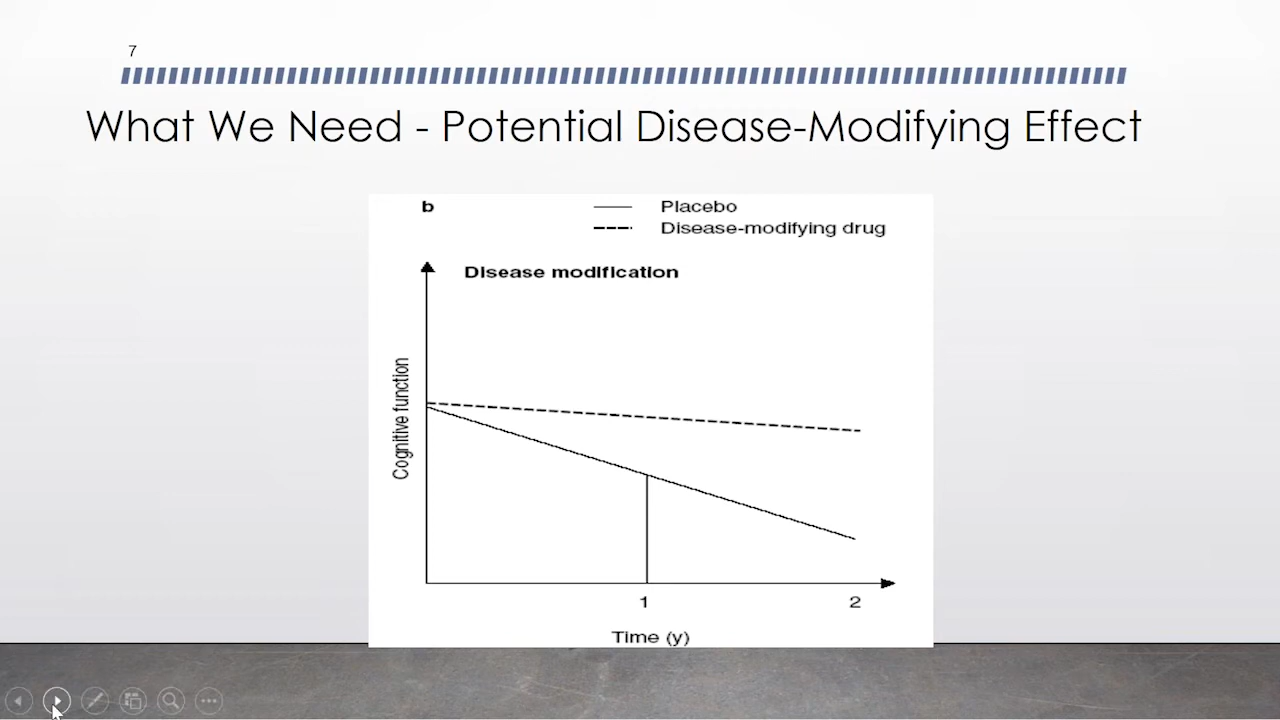 7
What We Need - Potential Disease-Modifying Effect
b
Placebo
Disease-modifying drug
Disease modification
Cognitive function
1
2
Time (y)